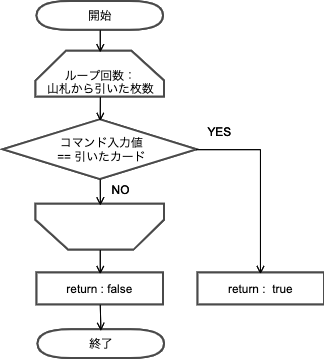 開始
ループ回数：
山札から引いた枚数
コマンド入力値
== 引いたカード
YES
NO
return : false
return : true
終了